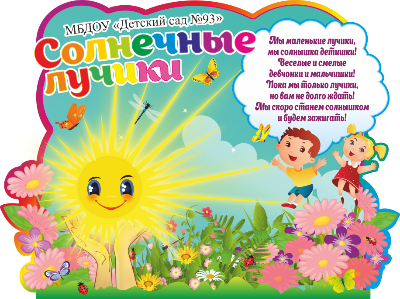 МБДОУ «Детский сад №93»
Солнечные
лучики
Мы маленькие лучики,
мы солнышка детишки!
Веселые и смелые
девчонки и мальчишки!
Пока мы только лучики,
но вам не долго ждать!
Мы скоро станем солнышком
и будем зажигать!